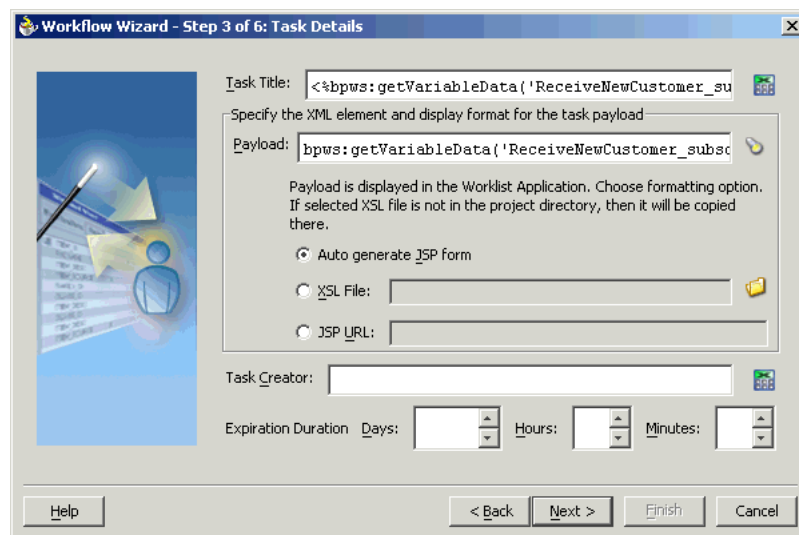 Workflow Wizard - Step 3 of 6: Task Details
Task Title: <%bpws:getVariableData('ReceiveNewCustomer_su
Specify the XML element and display format for the task payload
Payload: bpws:getVariableData('ReceiveNewCustomer_subsc
Payload is displayed in the Worklist Application. Choose formatting option.
If selected XSL file is not in the project directory, then it will be copied
there.
Auto generate JSP form
XSL File:
JSP URL:
Task Creator:
Expiration Duration Days: Hours: Minutes:
Help < Back Next > Finish Cancel